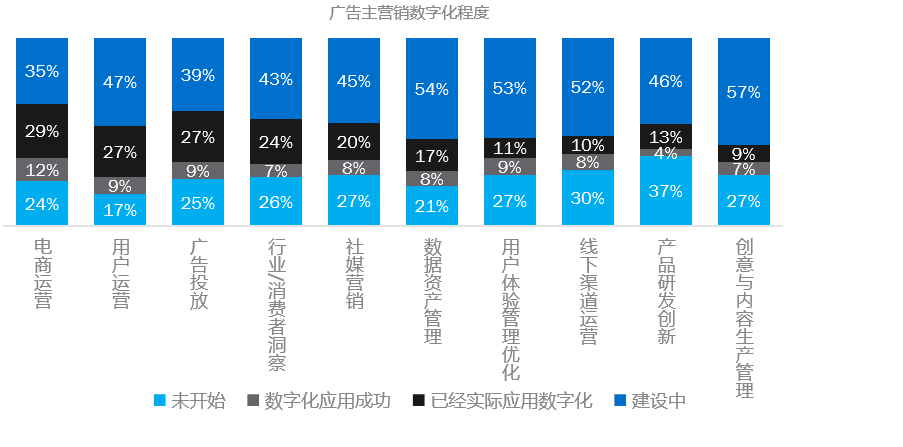 广告主营销数字化程度
35% 47% 39% 43% 45% 54% 53% 52% 46% 57%
29% 27% 27% 24% 20% 17% 11% 10% 13% 9%
12% 9% 9% 7% 8% 8% 9% 8% 4% 7%
24% 17% 25% 26% 27% 21% 27% 30% 37% 27%
电商运营
用户运营
广告投放
行业/消费者洞察
社媒营销
数据资产管理
用户体验管理优化
线下渠道运营
产品研发创新
创意与内容生产管理
未开始 数字化应用成功 已经实际应用数字化 建设中